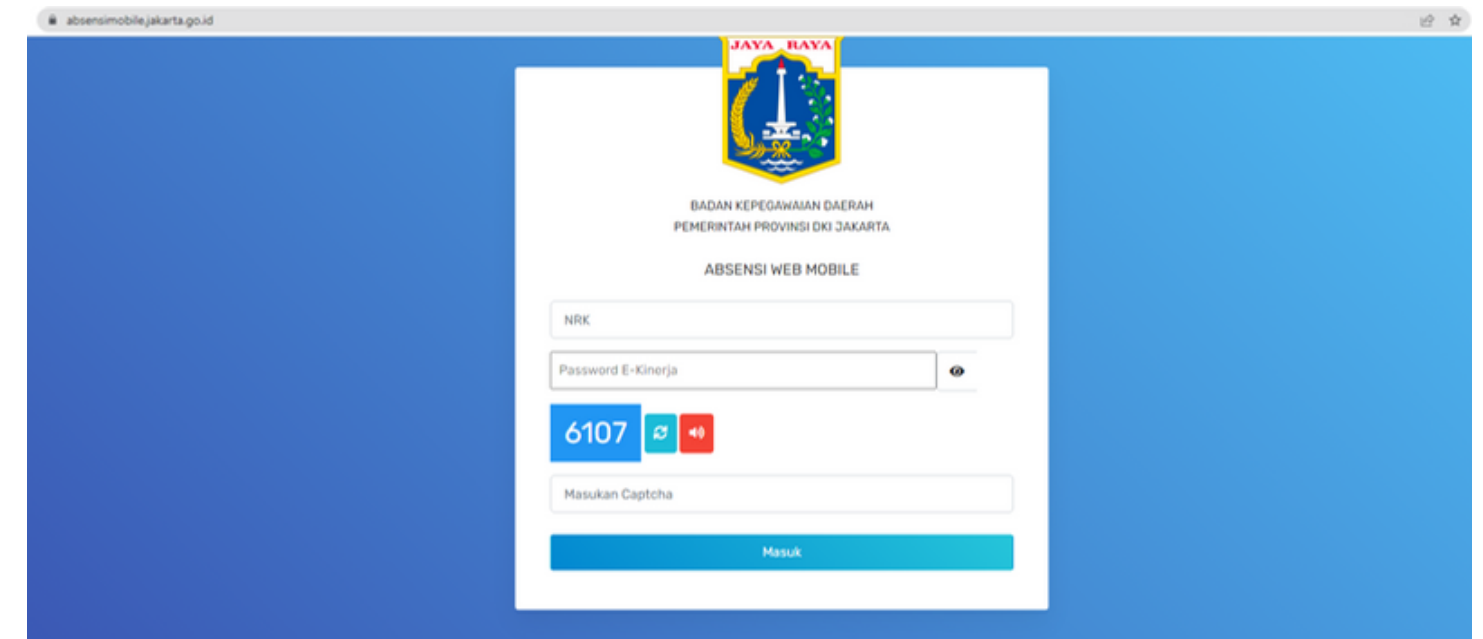 absensimobile.jakarta.go.id
JAYA RAYA
BADAN KEPEGAWAIAN DAERAH
PEMERINTAH PROVINSI DKI JAKARTA
ABSENSI WEB MOBILE
NRK
Password E-Kinerja
6107
Masukan Captcha
Masuk